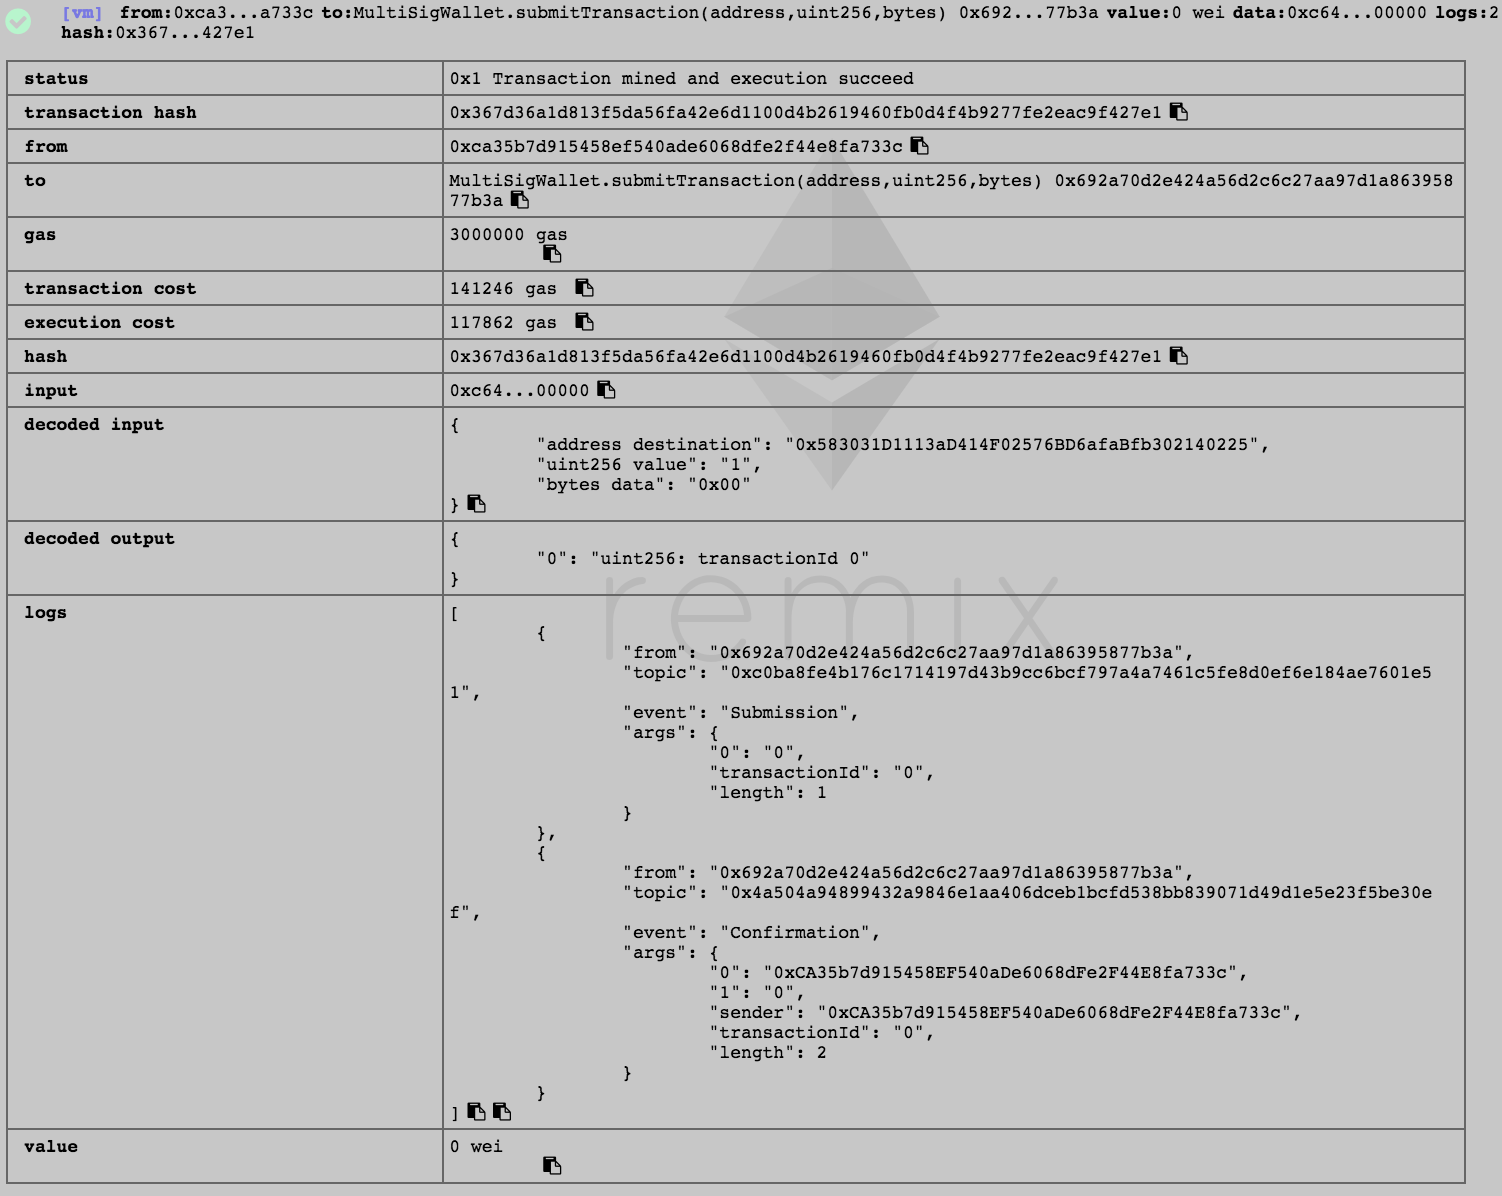 [vm] from:0xca3...a733c to:MultiSigWallet.submitTransaction(address,uint256,bytes) 0x692...77b3a value:0 wei data:0xc64...00000 logs:2
hash:0x367...427e1
status 0x1 Transaction mined and execution succeed
transaction hash 0x367d36a1d813f5da56fa42e6d1100d4b2619460fb0d4f4b9277fe2eac9f427e1
from 0xca35b7d915458ef540ade6068dfe2f44e8fa733c
to MultiSigWallet.submitTransaction(address,uint256,bytes) 0x692a70d2e424a56d2c6c27aa97d1a863958
77b3a
gas 3000000 gas
transaction cost 141246 gas
execution cost 117862 gas
hash 0x367d36a1d813f5da56fa42e6d1100d4b2619460fb0d4f4b9277fe2eac9f427e1
input 0xc64...00000
decoded input {
"address destination": "0x583031D1113aD414F02576BD6afaBfb302140225",
"uint256 value": "1",
"bytes data": "0x00"
}
decoded output {
"0": "uint256: transactionId 0"
}
remix
logs [
{
"from": "0x692a70d2e424a56d2c6c27aa97d1a86395877b3a",
"topic": "0xc0ba8fe4b176c1714197d43b9cc6bcf797a4a7461c5fe8d0ef6e184ae7601e5
1",
"event": "Submission",
"args": {
"0": "0",
"transactionId": "0",
"length": 1
}
},
{
"from": "0x692a70d2e424a56d2c6c27aa97d1a86395877b3a",
"topic": "0x4a504a94899432a9846e1aa406dceb1bcfd538bb839071d49d1e5e23f5be30e
f",
"event": "Confirmation",
"args": {
"0": "0xCA35b7d915458EF540aDe6068dFe2F44E8fa733c",
"1": "0",
"sender": "0xCA35b7d915458EF540aDe6068dFe2F44E8fa733c",
"transactionId": "0",
"length": 2
}
}
]
value 0 wei